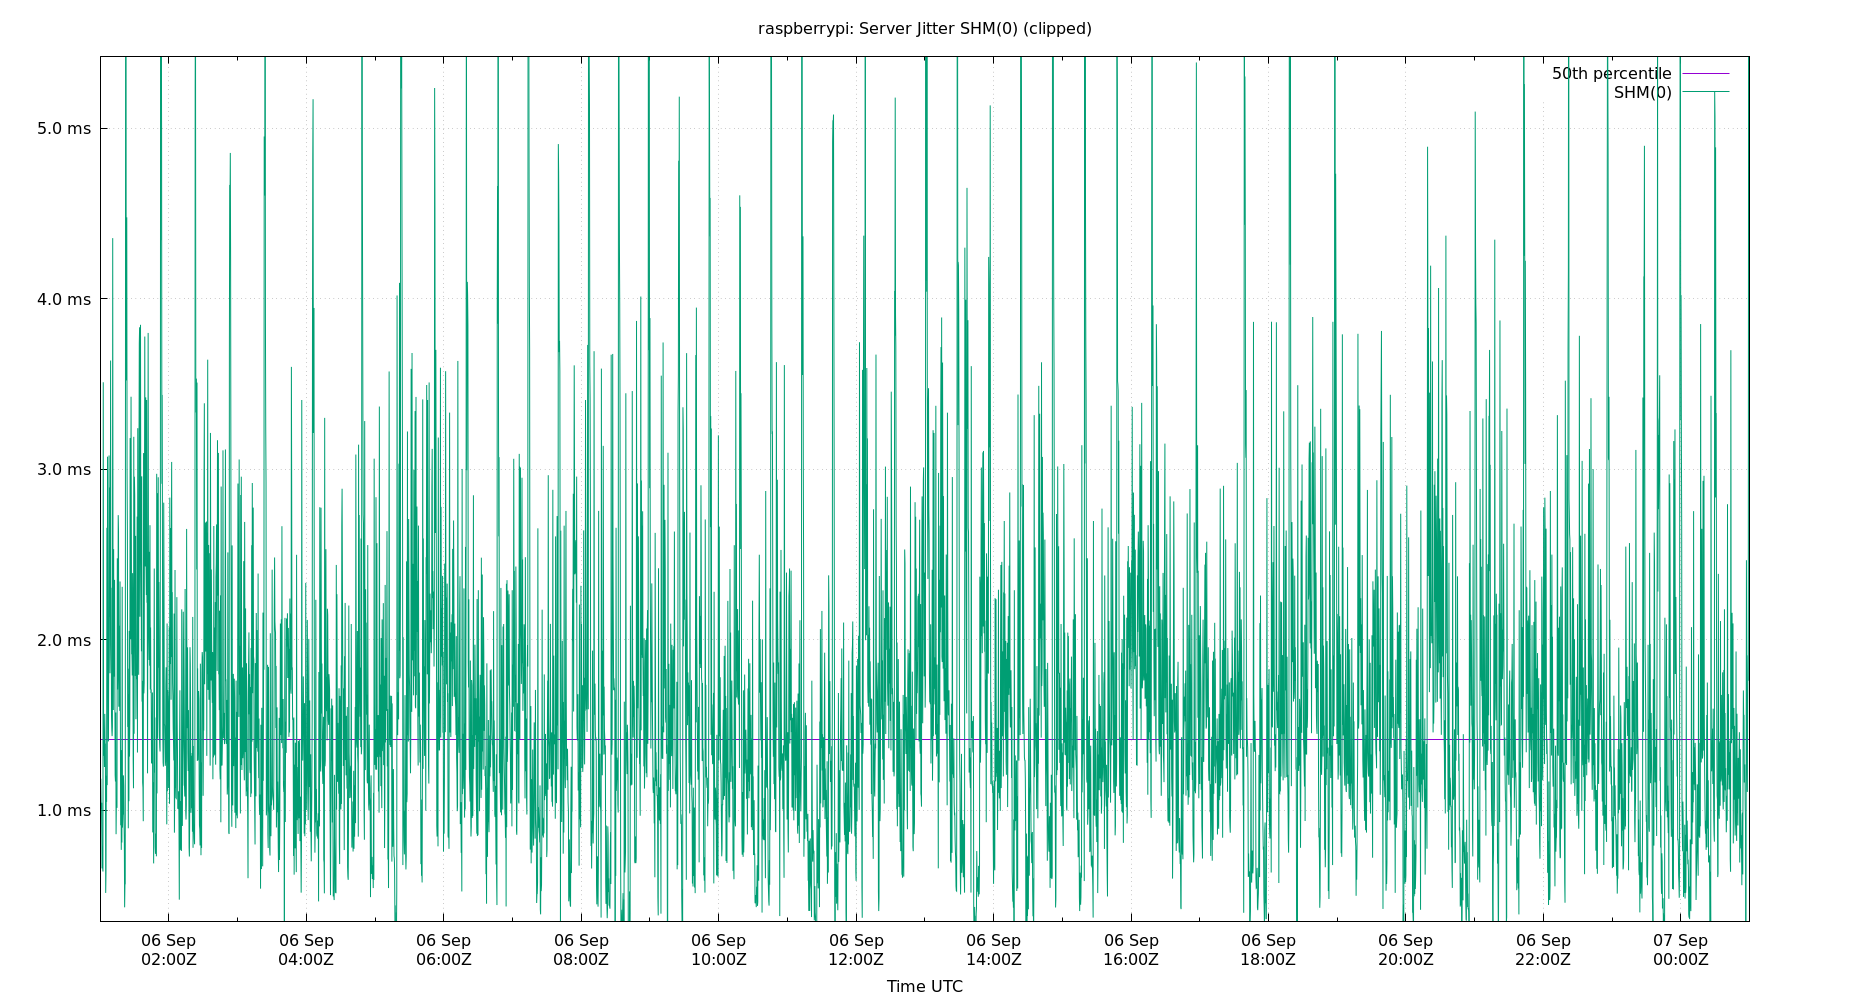 raspberrypi: Server Jitter SHM(0) (clipped)
50th percentile
SHM(0)
5.0 ms
4.0 ms
3.0 ms
2.0 ms
1.0 ms
06 Sep 06 Sep 06 Sep 06 Sep 06 Sep 06 Sep 06 Sep 06 Sep 06 Sep 06 Sep 06 Sep 07 Sep
02:00Z 04:00Z 06:00Z 08:00Z 10:00Z 12:00Z 14:00Z 16:00Z 18:00Z 20:00Z 22:00Z 00:00Z
Time UTC